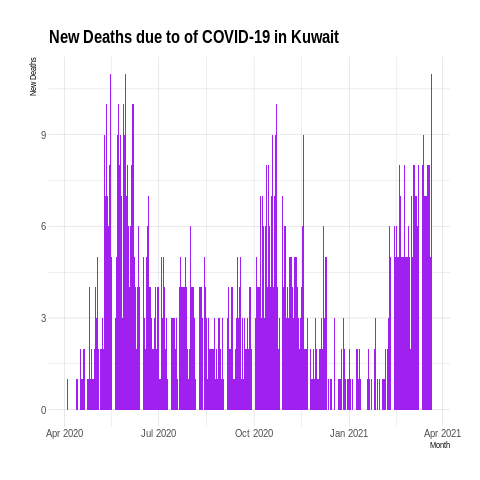 New Deaths due to of COVID-19 in Kuwait
New Deaths
9
6
3
0
Apr 2020 Jul 2020 Oct 2020 Jan 2021 Apr 2021
Month